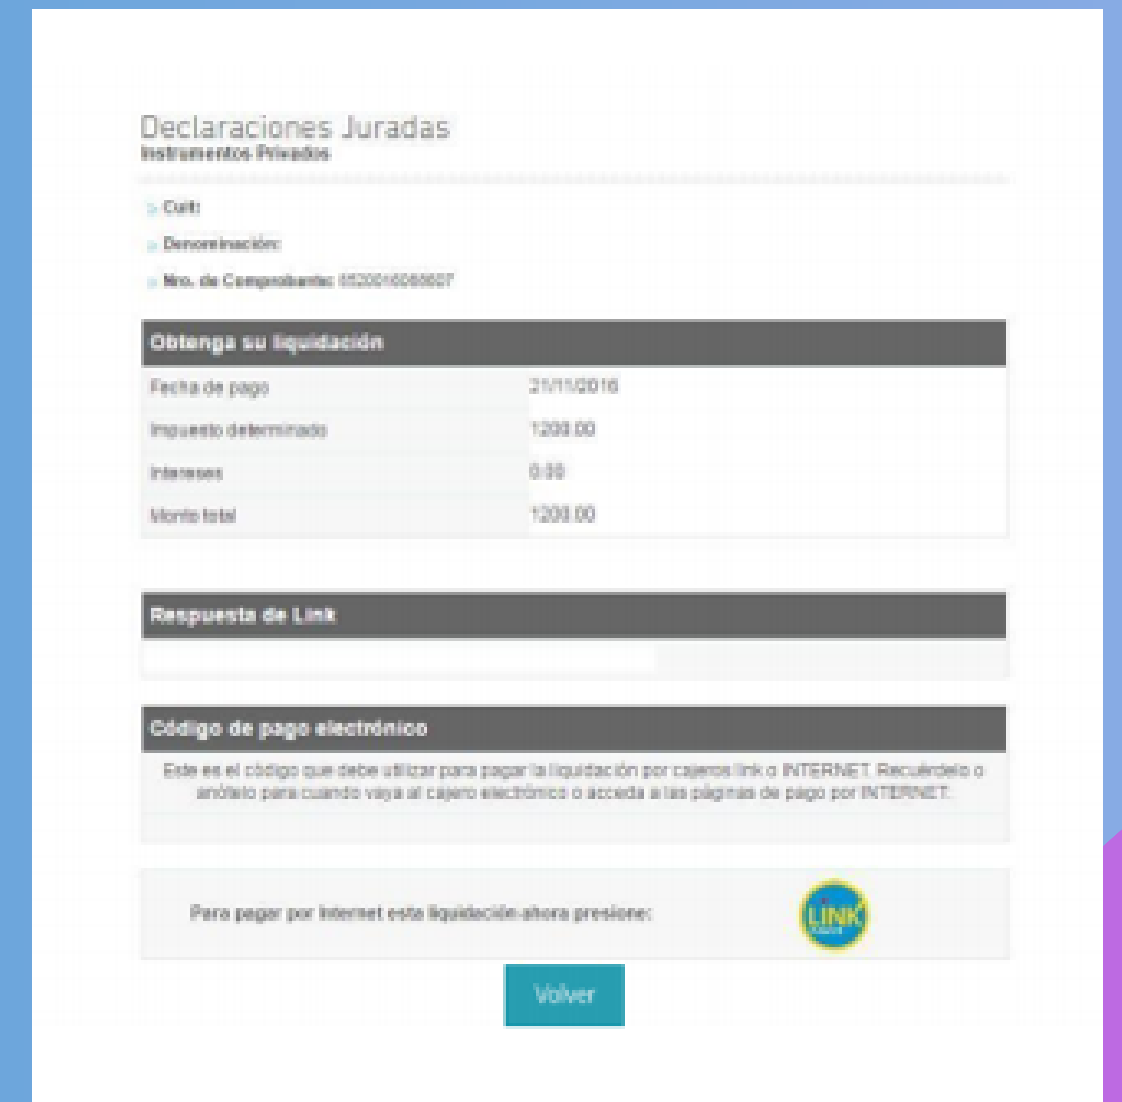 Declaraciones Juradas
Instrumentos Privados
Cuit:
Denominación:
Nro. de Comprobante:
Obtenga su liquidación
Fecha de pago 21/11/2016
Impuesto determinado 1200.00
Intereses 0.00
Monto total 1200.00
Respuesta de Link
Código de pago electrónico
Este es el código que debe utilizar para pagar la liquidación por cajeros link o INTERNET. Recuérdelo o
anótelo para cuando vaya al cajero electrónico o acceda a las páginas de pago por INTERNET.
Para pagar por Internet esta liquidación ahora presione:
LINK
Volver